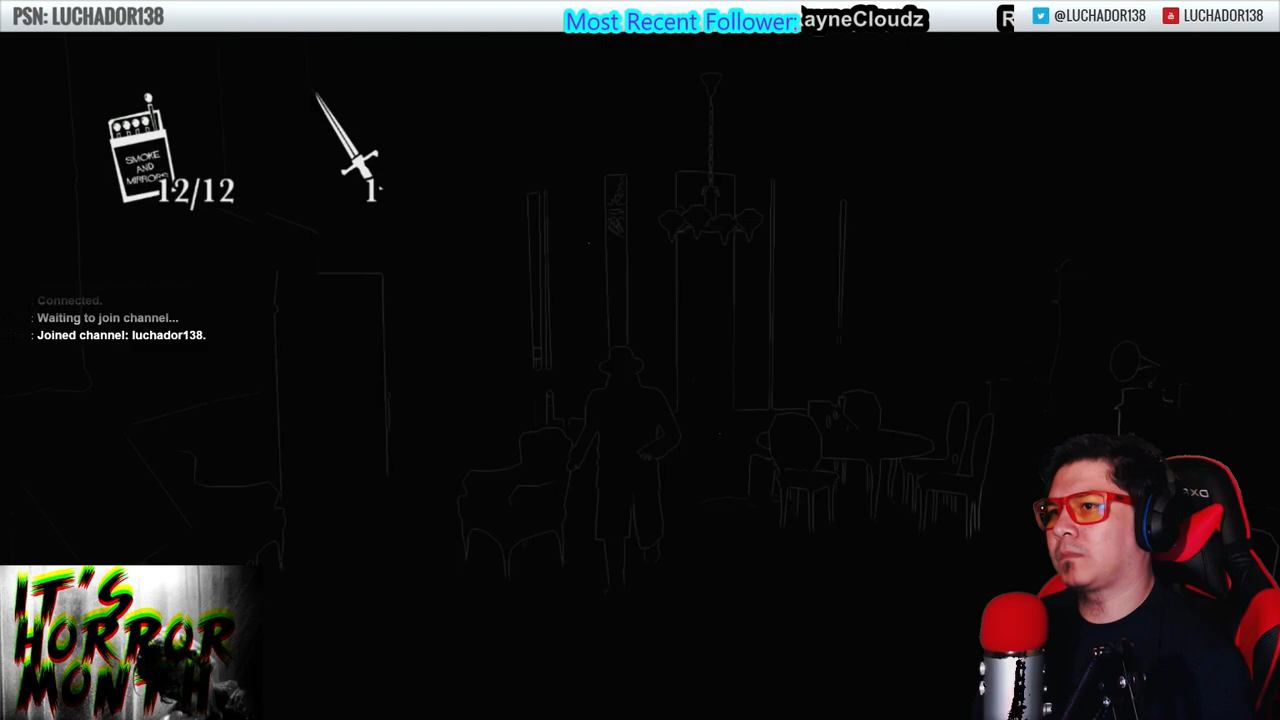 PSN: LUCHADOR138
Most Recent Follower:
ayneCloudz
R
@LUCHADOR138
LUCHADOR138
SMOKE
AND
MIRRORS
12/12
1
: Connected.
: Waiting to join channel...
: Joined channel: luchador138.
IT'S
HORROR
MONTH
DXR